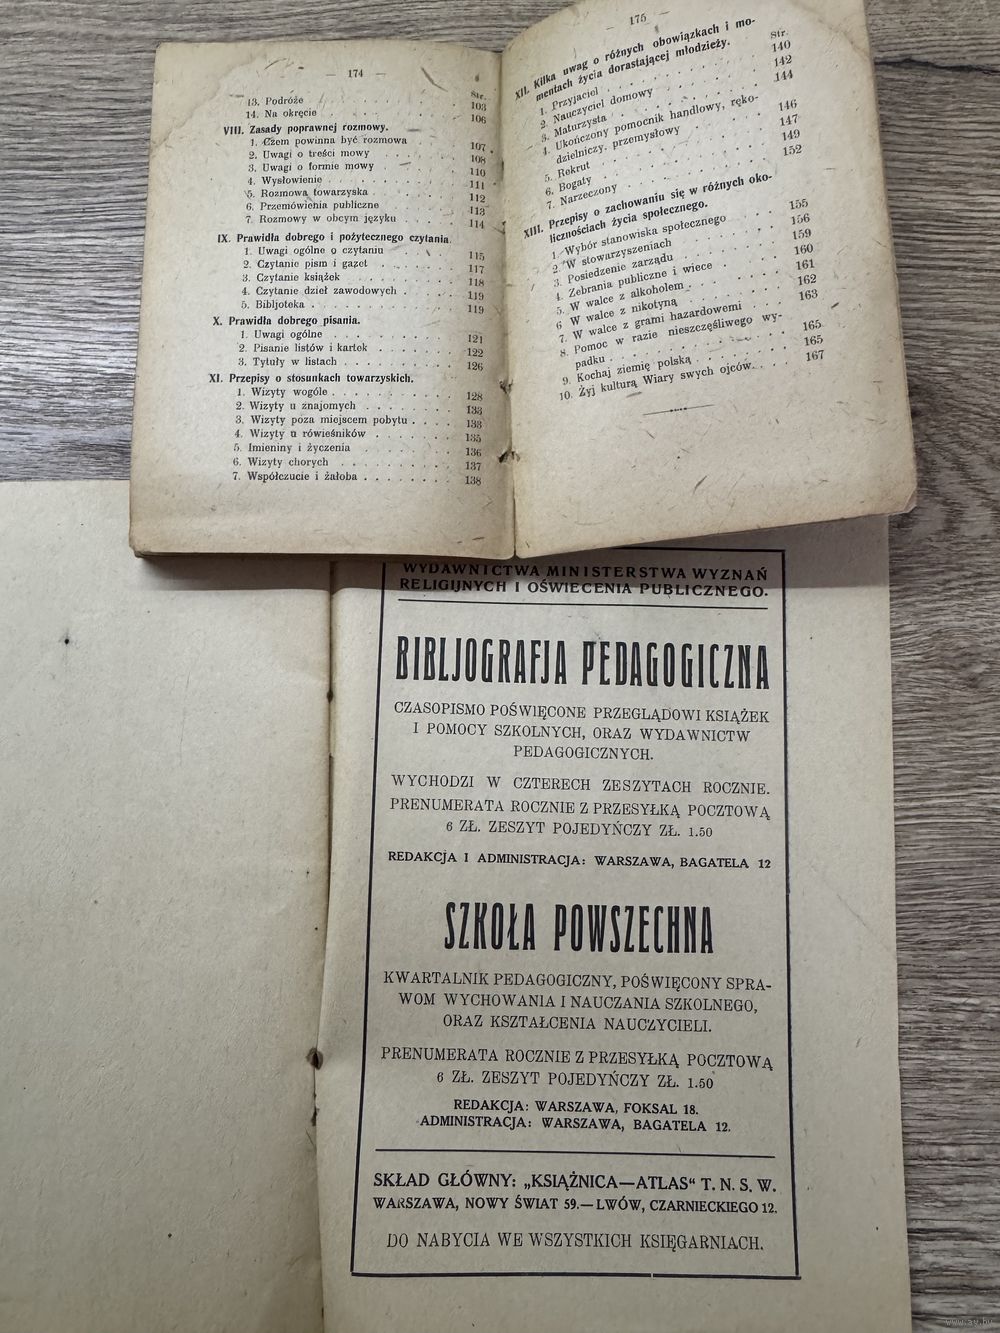 — 174 —
Str.
13. Podróże . . . . . . . . . 103
14. Na okręcie . . . . . . . . 106
VIII. Zasady poprawnej rozmowy.
1. Czem powinna być rozmowa . . . . 107
2. Uwagi o treści mowy . . . . . . 108
3. Uwagi o formie mowy . . . . . . 110
4. Wysłowienie . . . . . . . . 111
5. Rozmowa towarzyska . . . . . . 112
6. Przemówienia publiczne . . . . . 113
7. Rozmowy w obcym języku . . . . 114
IX. Prawidła dobrego i pożytecznego czytania.
1. Uwagi ogólne o czytaniu . . . . . 115
2. Czytanie pism i gazet . . . . . . 117
3. Czytanie książek . . . . . . . 118
4. Czytanie dzieł zawodowych . . . . 119
5. Bibljoteka . . . . . . . . . 119
X. Prawidła dobrego pisania.
1. Uwagi ogólne . . . . . . . . 121
2. Pisanie listów i kartek . . . . . . 122
3. Tytuły w listach . . . . . . . 126
XI. Przepisy o stosunkach towarzyskich.
1. Wizyty wogóle . . . . . . . . 128
2. Wizyty u znajomych . . . . . . 133
3. Wizyty poza miejscem pobytu . . . . 133
4. Wizyty u rówieśników . . . . . . 135
5. Imieniny i życzenia . . . . . . 136
6. Wizyty chorych . . . . . . . 137
7. Współczucie i żałoba . . . . . . 138
— 175 —
XII. Kilka uwag o różnych obowiązkach i mo-
mentach życia dorastającej młodzieży.
Str.
1. Przyjaciel . . . . . . . . . 140
2. Nauczyciel domowy . . . . . . 142
3. Maturzysta . . . . . . . . 144
4. Ukończony pomocnik handlowy, ręko-
dzielniczy, przemysłowy . . . . . 146
5. Rekrut . . . . . . . . . . 147
6. Bogaty . . . . . . . . . . 149
7. Narzeczony . . . . . . . . 152
XIII. Przepisy o zachowaniu się w różnych oko-
licznościach życia społecznego.
1. Wybór stanowiska społecznego . . . 155
2. W stowarzyszeniach . . . . . . 156
3. Posiedzenie zarządu . . . . . . 159
4. Zebrania publiczne i wiece . . . . 160
5. W walce z alkoholem . . . . . . 161
6. W walce z nikotyną . . . . . . 162
7. W walce z grami hazardowemi . . . 163
8. Pomoc w razie nieszczęśliwego wy-
padku . . . . . . . . . . 165
9. Kochaj ziemię polską . . . . . . 165
10. Żyj kulturą Wiary swych ojców . . . 167
WYDAWNICTWA MINISTERSTWA WYZNAŃ
RELIGIJNYCH I OŚWIECENIA PUBLICZNEGO.
BIBLJOGRAFJA PEDAGOGICZNA
CZASOPISMO POŚWIĘCONE PRZEGLĄDOWI KSIĄŻEK
I POMOCY SZKOLNYCH, ORAZ WYDAWNICTW
PEDAGOGICZNYCH.
WYCHODZI W CZTERECH ZESZYTACH ROCZNIE.
PRENUMERATA ROCZNIE Z PRZESYŁKĄ POCZTOWĄ
6 ZŁ. ZESZYT POJEDYŃCZY ZŁ. 1.50
REDAKCJA I ADMINISTRACJA: WARSZAWA, BAGATELA 12
SZKOŁA POWSZECHNA
KWARTALNIK PEDAGOGICZNY, POŚWIĘCONY SPRA-
WOM WYCHOWANIA I NAUCZANIA SZKOLNEGO,
ORAZ KSZTAŁCENIA NAUCZYCIELI.
PRENUMERATA ROCZNIE Z PRZESYŁKĄ POCZTOWĄ
6 ZŁ. ZESZYT POJEDYŃCZY ZŁ. 1.50
REDAKCJA: WARSZAWA, FOKSAL 18.
ADMINISTRACJA: WARSZAWA, BAGATELA 12.
SKŁAD GŁÓWNY: „KSIĄŻNICA—ATLAS“ T. N. S. W.
WARSZAWA, NOWY ŚWIAT 59.—LWÓW, CZARNIECKIEGO 12.
DO NABYCIA WE WSZYSTKICH KSIĘGARNIACH.
www.ay.by